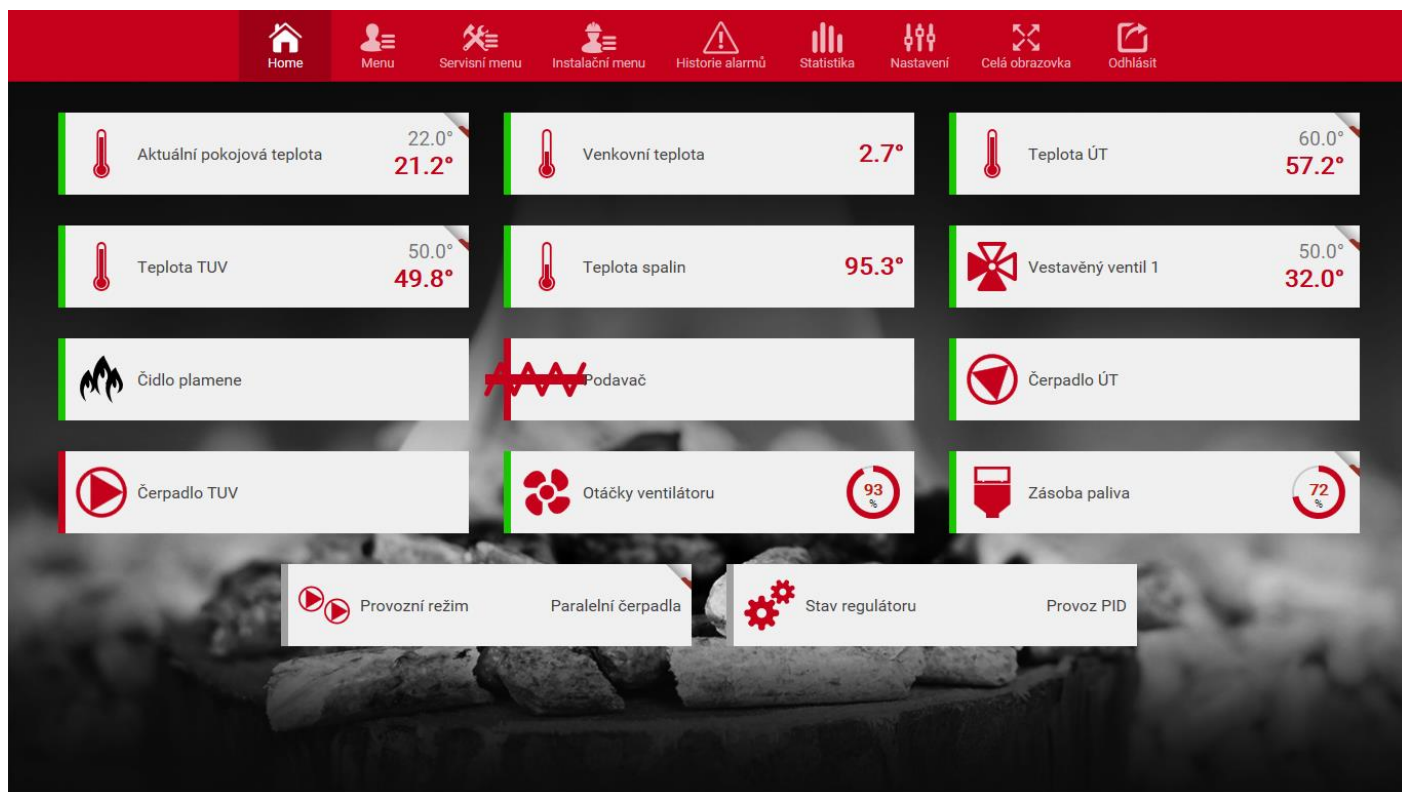 Home
Menu
Servisní menu
Instalační menu
Historie alarmů
Statistika
Nastavení
Celá obrazovka
Odhlásit
Aktuální pokojová teplota
22.0°
21.2°
Venkovní teplota
2.7°
Teplota ÚT
60.0°
57.2°
Teplota TUV
50.0°
49.8°
Teplota spalin
95.3°
Vestavěný ventil 1
50.0°
32.0°
Čidlo plamene
Podavač
Čerpadlo ÚT
Čerpadlo TUV
Otáčky ventilátoru
93
%
Zásoba paliva
72
%
Provozní režim
Paralelní čerpadla
Stav regulátoru
Provoz PID